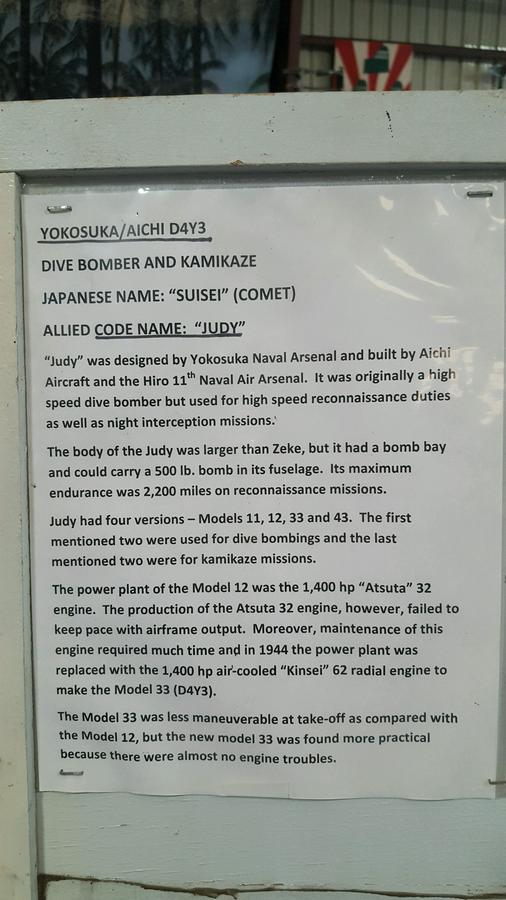 YOKOSUKA/AICHI D4Y3
DIVE BOMBER AND KAMIKAZE
JAPANESE NAME: “SUISEI” (COMET)
ALLIED CODE NAME: “JUDY”
“Judy” was designed by Yokosuka Naval Arsenal and built by Aichi
Aircraft and the Hiro 11th Naval Air Arsenal. It was originally a high
speed dive bomber but used for high speed reconnaissance duties
as well as night interception missions.
The body of the Judy was larger than Zeke, but it had a bomb bay
and could carry a 500 lb. bomb in its fuselage. Its maximum
endurance was 2,200 miles on reconnaissance missions.
Judy had four versions – Models 11, 12, 33 and 43. The first
mentioned two were used for dive bombings and the last
mentioned two were for kamikaze missions.
The power plant of the Model 12 was the 1,400 hp “Atsuta” 32
engine. The production of the Atsuta 32 engine, however, failed to
keep pace with airframe output. Moreover, maintenance of this
engine required much time and in 1944 the power plant was
replaced with the 1,400 hp air-cooled “Kinsei” 62 radial engine to
make the Model 33 (D4Y3).
The Model 33 was less maneuverable at take-off as compared with
the Model 12, but the new model 33 was found more practical
because there were almost no engine troubles.